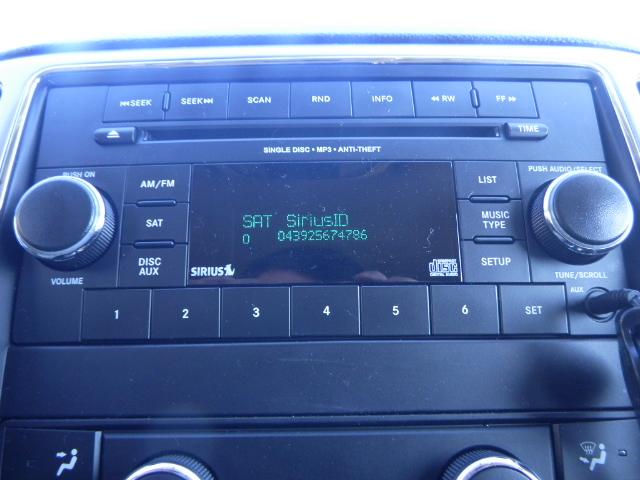 SEEK
SEEK
SCAN
RND
INFO
RW
FF
TIME
SINGLE DISC • MP3 • ANTI-THEFT
PUSH ON
PUSH AUDIO/SELECT
AM/FM
LIST
SAT
SAT SiriusID
0 043925674786
MUSIC TYPE
DISC AUX
SETUP
SIRIUS
disc
VOLUME
TUNE/SCROLL
AUX
1 2 3 4 5 6 SET